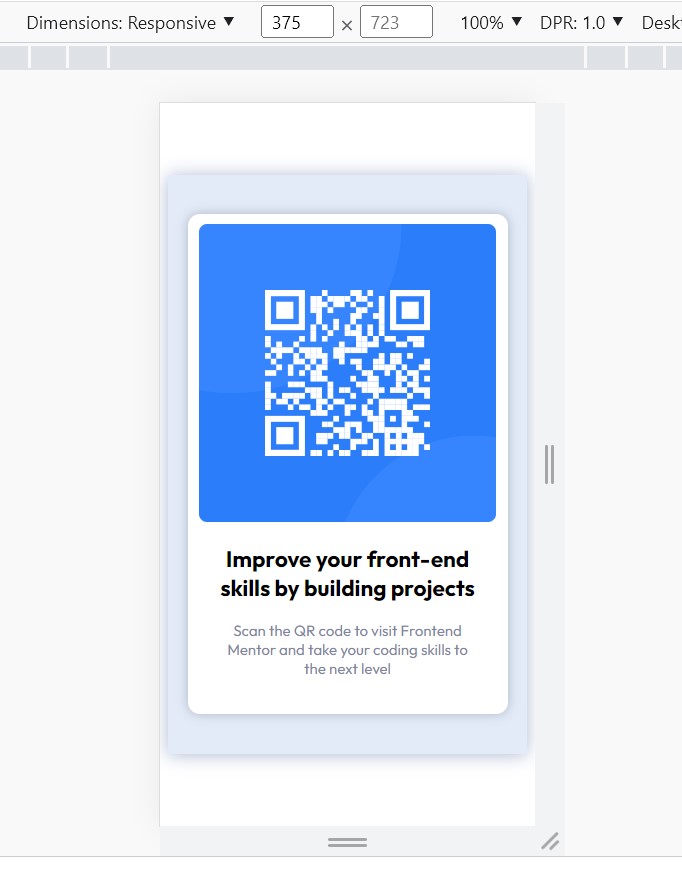 Dimensions: Responsive ▼ 375 × 723 100% ▼ DPR: 1.0 ▼ Desk
Improve your front-end
skills by building projects
Scan the QR code to visit Frontend
Mentor and take your coding skills to
the next level